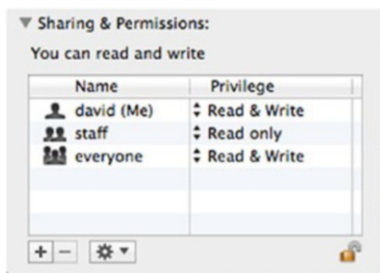 Sharing & Permissions:
You can read and write
Name Privilege
david (Me) Read & Write
staff Read only
everyone Read & Write